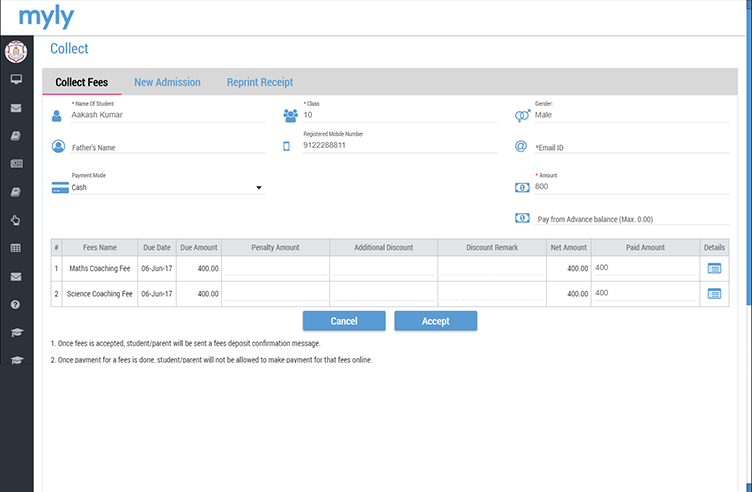 myly
Collect
Collect Fees New Admission Reprint Receipt
* Name Of Student * Class Gender:
Aakash Kumar 10 Male
Registered Mobile Number
Father's Name 9122288811 *Email ID
Payment Mode * Amount
Cash 800
Pay from Advance balance (Max. 0.00)
# Fees Name Due Date Due Amount Penalty Amount Additional Discount Discount Remark Net Amount Paid Amount Details
1 Maths Coaching Fee 06-Jun-17 400.00 400.00 400
2 Science Coaching Fee 06-Jun-17 400.00 400.00 400
Cancel Accept
1. Once fees is accepted, student/parent will be sent a fees deposit confirmation message.
2. Once payment for a fees is done, student/parent will not be allowed to make payment for that fees online.